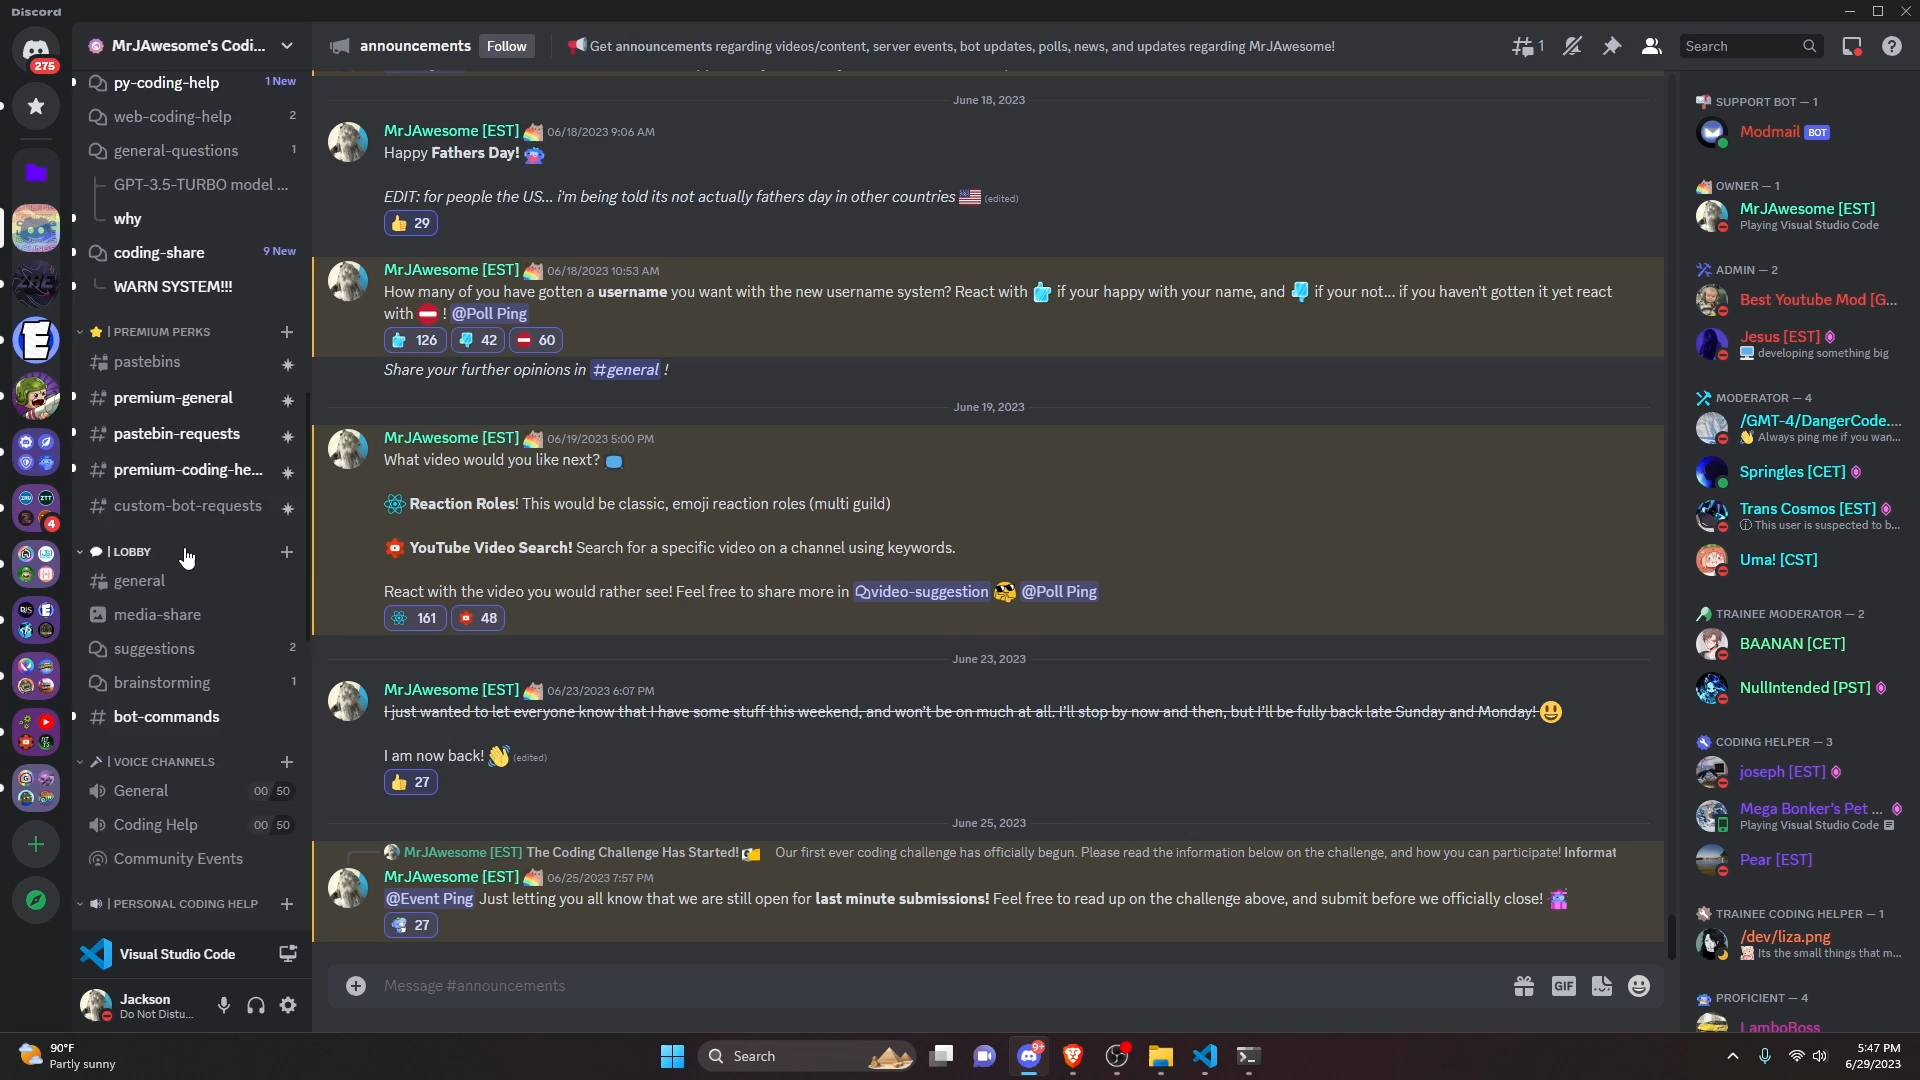 Discord
275
MrJAwesome's Codi...
py-coding-help
1 New
web-coding-help
2
general-questions
1
GPT-3.5-TURBO model ...
why
coding-share
9 New
WARN SYSTEM!!!
| PREMIUM PERKS
pastebins
premium-general
pastebin-requests
premium-coding-he...
custom-bot-requests
| LOBBY
general
media-share
suggestions
2
brainstorming
1
bot-commands
| VOICE CHANNELS
General
00 50
Coding Help
00 50
Community Events
| PERSONAL CODING HELP
Visual Studio Code
Jackson
Do Not Distu...
4
announcements
Follow
Get announcements regarding videos/content, server events, bot updates, polls, news, and updates regarding MrJAwesome!
1
Search
June 18, 2023
MrJAwesome [EST] 06/18/2023 9:06 AM
Happy Fathers Day!
EDIT: for people the US... i'm being told its not actually fathers day in other countries (edited)
29
MrJAwesome [EST] 06/18/2023 10:53 AM
How many of you have gotten a username you want with the new username system? React with if your happy with your name, and if your not... if you haven't gotten it yet react
with ! @Poll Ping
126 42 60
Share your further opinions in #general !
June 19, 2023
MrJAwesome [EST] 06/19/2023 5:00 PM
What video would you like next?
Reaction Roles! This would be classic, emoji reaction roles (multi guild)
YouTube Video Search! Search for a specific video on a channel using keywords.
React with the video you would rather see! Feel free to share more in video-suggestion @Poll Ping
161 48
June 23, 2023
MrJAwesome [EST] 06/23/2023 6:07 PM
I just wanted to let everyone know that I have some stuff this weekend, and won't be on much at all. I'll stop by now and then, but I'll be fully back late Sunday and Monday!
I am now back! (edited)
27
June 25, 2023
MrJAwesome [EST] The Coding Challenge Has Started! Our first ever coding challenge has officially begun. Please read the information below on the challenge, and how you can participate! Informat
MrJAwesome [EST] 06/25/2023 7:57 PM
@Event Ping Just letting you all know that we are still open for last minute submissions! Feel free to read up on the challenge above, and submit before we officially close!
27
Message #announcements
GIF
SUPPORT BOT — 1
Modmail BOT
OWNER — 1
MrJAwesome [EST]
Playing Visual Studio Code
ADMIN — 2
Best Youtube Mod [G...
Jesus [EST]
developing something big
MODERATOR — 4
/GMT-4/DangerCode....
Always ping me if you wan...
Springles [CET]
Trans Cosmos [EST]
This user is suspected to b...
Uma! [CST]
TRAINEE MODERATOR — 2
BAANAN [CET]
NullIntended [PST]
CODING HELPER — 3
joseph [EST]
Mega Bonker's Pet ...
Playing Visual Studio Code
Pear [EST]
TRAINEE CODING HELPER — 1
/dev/liza.png
Its the small things that m...
PROFICIENT — 4
LamboBoss
90°F
Partly sunny
Search
9+
5:47 PM
6/29/2023